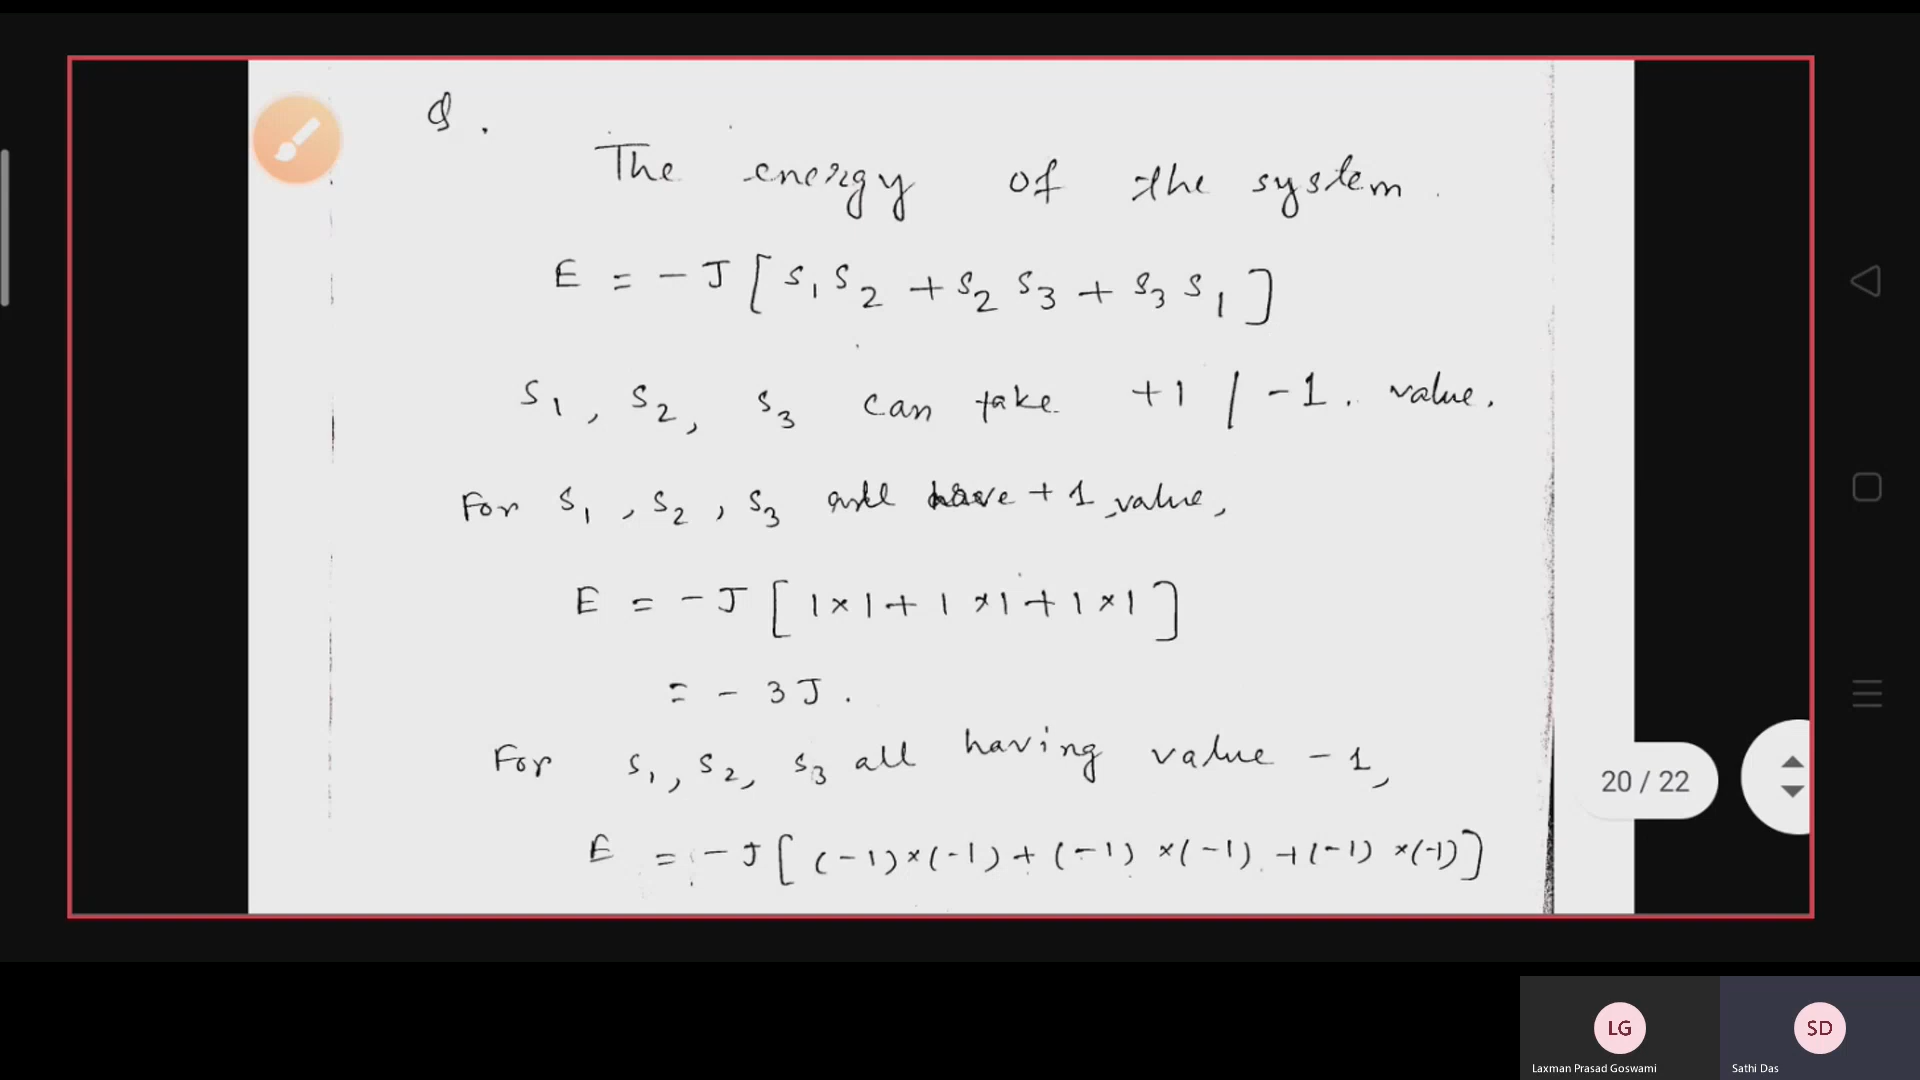 Q.
The energy of the system.
E = -J [S₁S₂ + S₂S₃ + S₃S₁]
S₁, S₂, S₃ can take +1 / -1. value.
For S₁, S₂, S₃ all have +1 value,
E = -J [1×1 + 1×1 + 1×1]
= -3J.
For S₁, S₂, S₃ all having value -1,
E = -J [(-1)×(-1) + (-1)×(-1) + (-1)×(-1)]
20 / 22
LG
SD
Laxman Prasad Goswami
Sathi Das